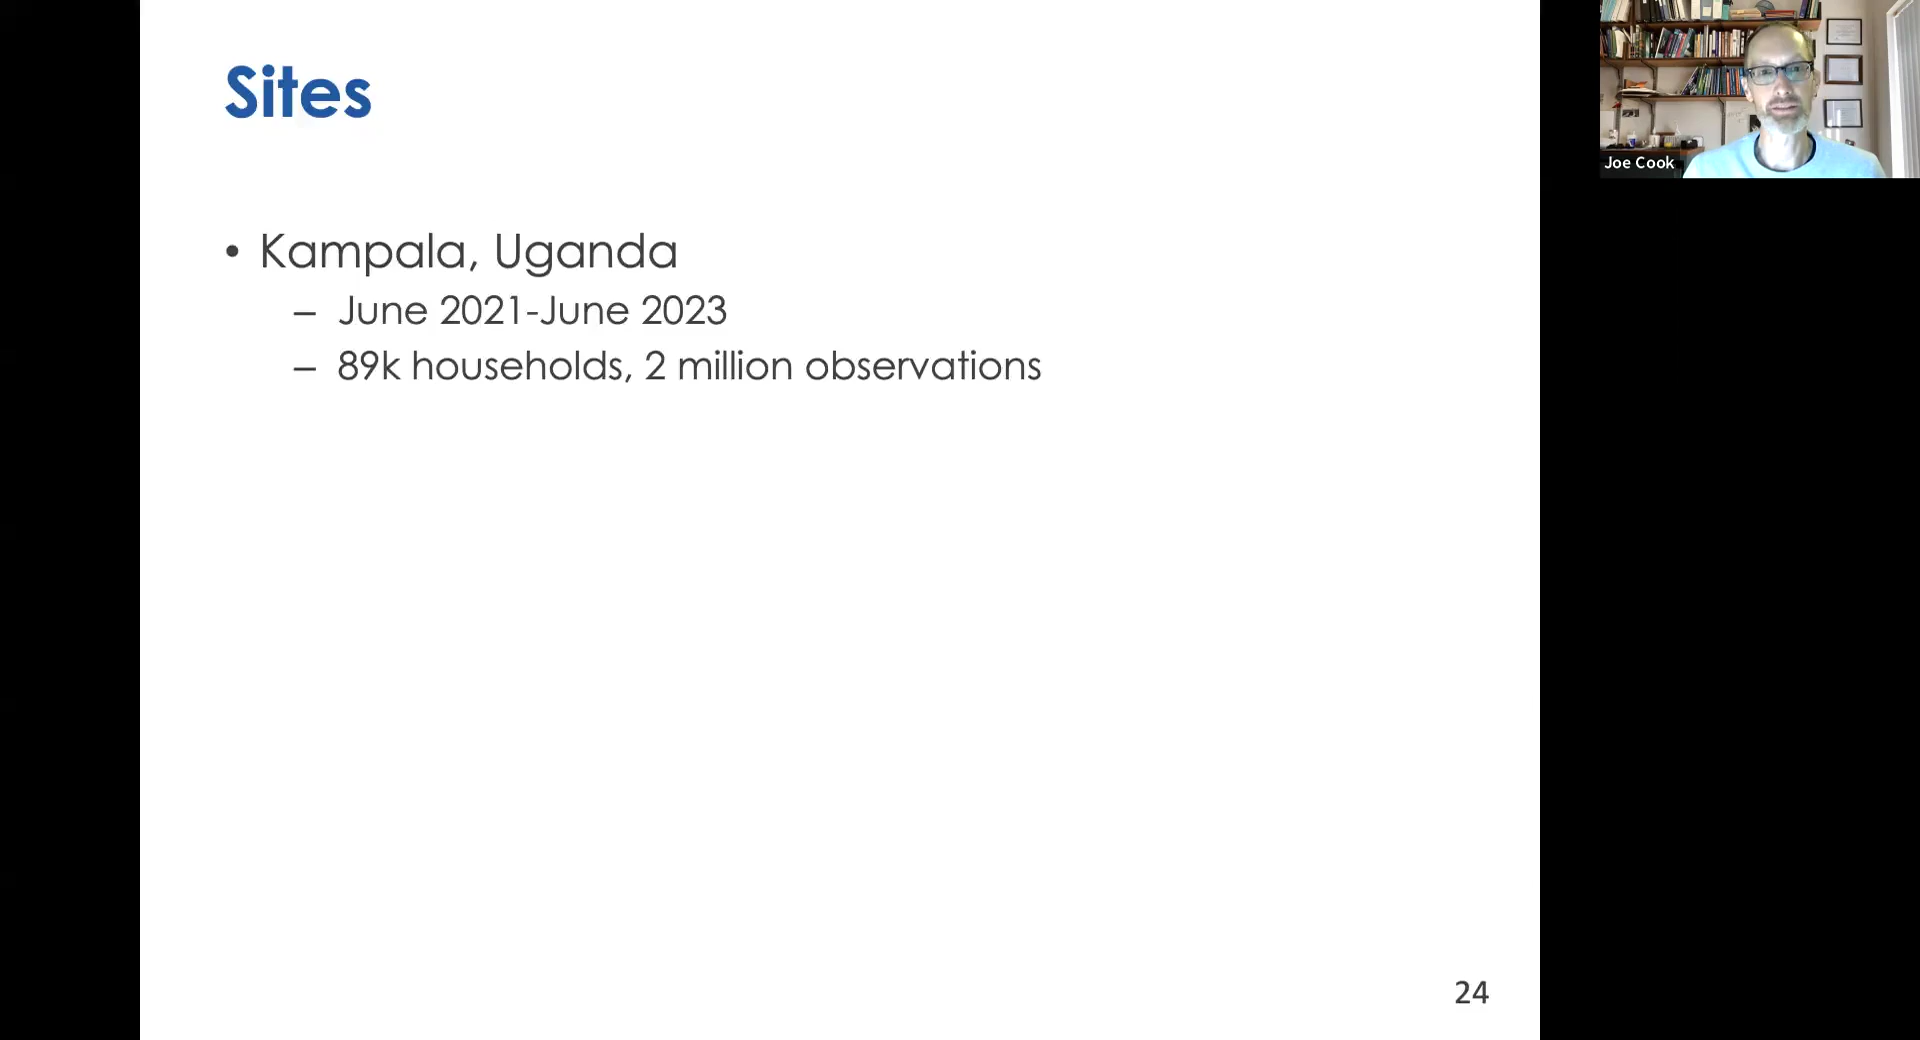 Sites
• Kampala, Uganda
– June 2021-June 2023
– 89k households, 2 million observations
24
Joe Cook